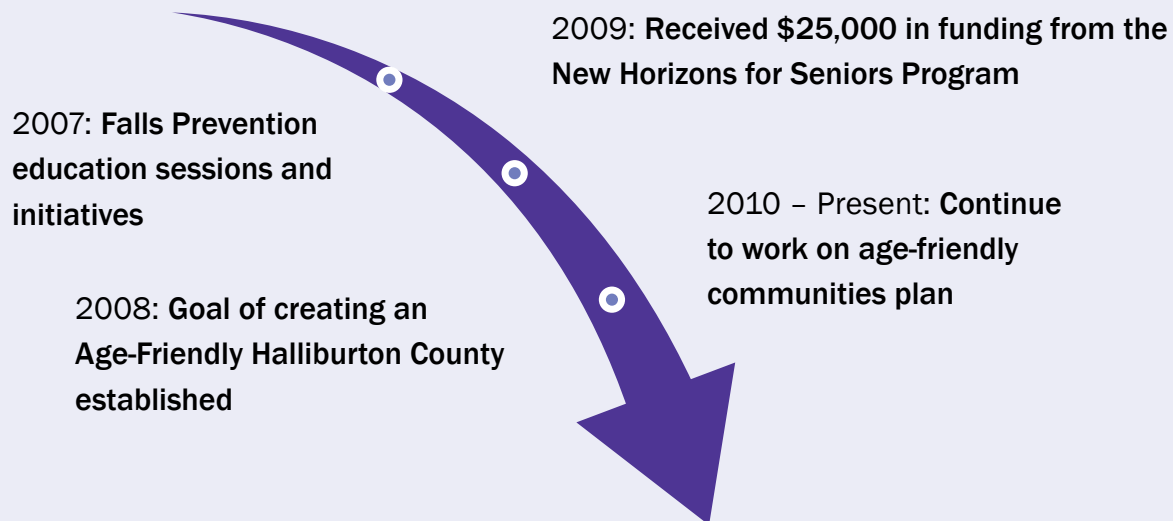 2007: Falls Prevention
education sessions and
initiatives
2008: Goal of creating an
Age-Friendly Halliburton County
established
2009: Received $25,000 in funding from the
New Horizons for Seniors Program
2010 – Present: Continue
to work on age-friendly
communities plan